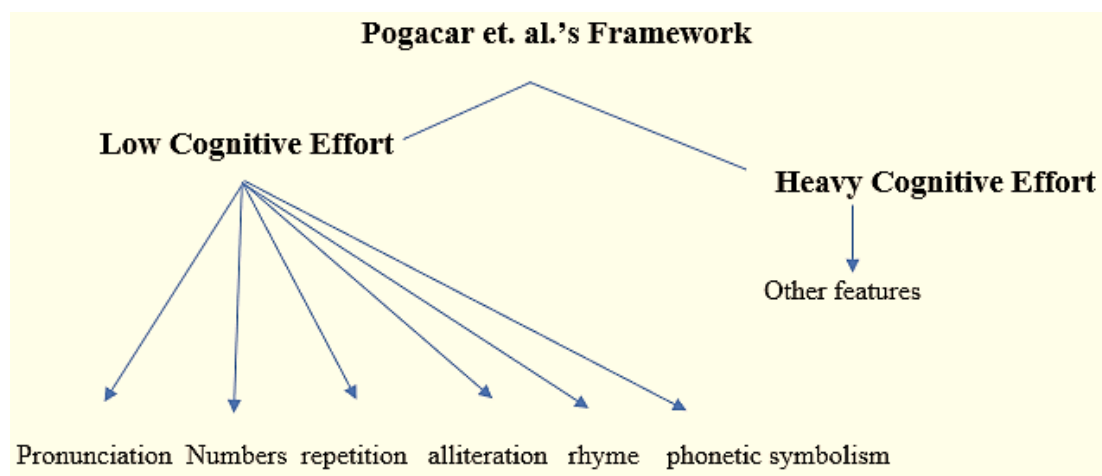 Pogacar et. al.’s Framework
Low Cognitive Effort
Heavy Cognitive Effort
Other features
Pronunciation Numbers repetition alliteration rhyme phonetic symbolism